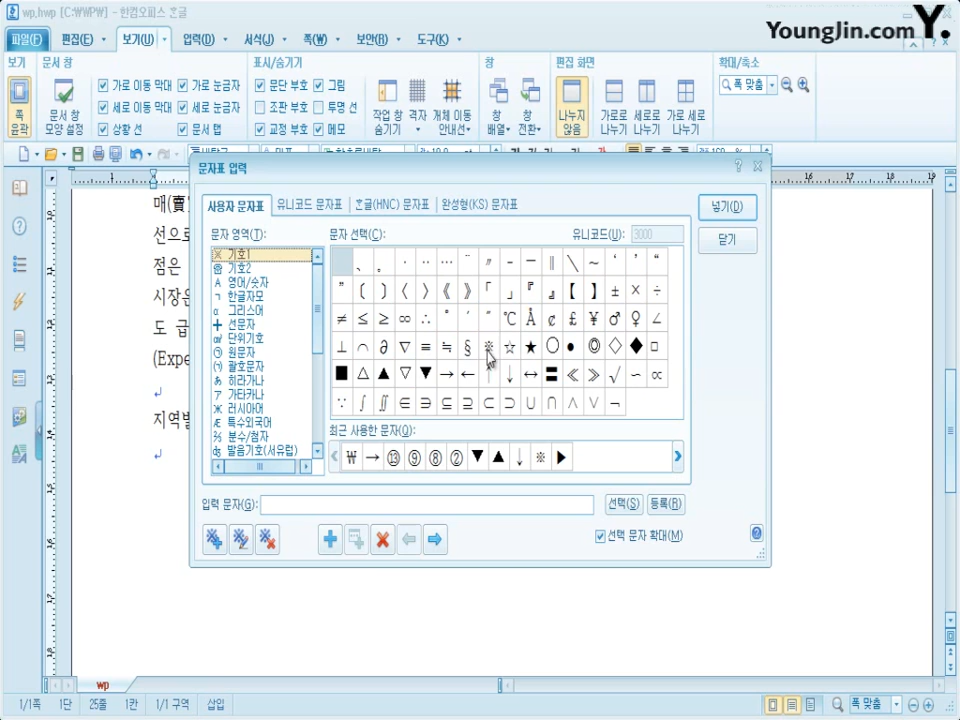 wp.hwp [C:\WP\] - 한컴오피스 한글
YoungJin.com Y.
파일(F) 편집(E) 보기(U) 입력(D) 서식(J) 쪽(W) 보안(R) 도구(K)
보기 문서 창 표시/숨기기 창 편집 화면 확대/축소
쪽 윤곽
문서 창 모양 설정
가로 이동 막대 가로 눈금자
세로 이동 막대 세로 눈금자
상황 선 문서 탭
문단 부호 그림
조판 부호 투명 선
교정 부호 메모
작업 창 숨기기 격자 개체 이동 안내선
창 배열 창 전환
나누지 않음 가로로 나누기 세로로 나누기 가로 세로 나누기
폭 맞춤
문자표 입력
사용자 문자표 유니코드 문자표 한글(HNC) 문자표 완성형(KS) 문자표
넣기(D)
닫기
문자 영역(T): 문자 선택(C): 유니코드(U): 3000
기호1
기호2
영어/숫자
한글자모
그리스어
선문자
단위기호
원문자
괄호문자
히라가나
가타카나
러시아어
특수외국어
분수/첨자
발음기호(서유럽)
、 。 · ‥ … ¨ 〃 - ― ∥ ＼ ∼ ‘ ’ “
” 〔 〕 〈 〉 《 》 「 」 『 』 【 】 ± × ÷
≠ ≤ ≥ ∞ ∴ ° ′ ″ ℃ Å ￠ ￡ ￥ ♂ ♀ ∠
⊥ ⌒ ∂ ▽ ≡ ≒ § ※ ☆ ★ ○ ● ◎ ◇ ◆ □
■ △ ▲ ▽ ▼ → ← ↓ ↔ 〓 ≪ ≫ √ ∽ ∝
∵ ∫ ∬ ∈ ∋ ⊆ ⊇ ⊂ ⊃ ∪ ∩ ∧ ∨ ￢
최근 사용한 문자(O):
₩ → ⑬ ⑨ ⑧ ② ▼ ▲ ↓ ※ ▶
입력 문자(G): 선택(S) 등록(R)
선택 문자 확대(M)
매(賣
선으로
점은
시장은
도 급
(Expe
지역별
wp
1/1쪽 1단 25줄 1칸 1/1 구역 삽입 폭 맞춤